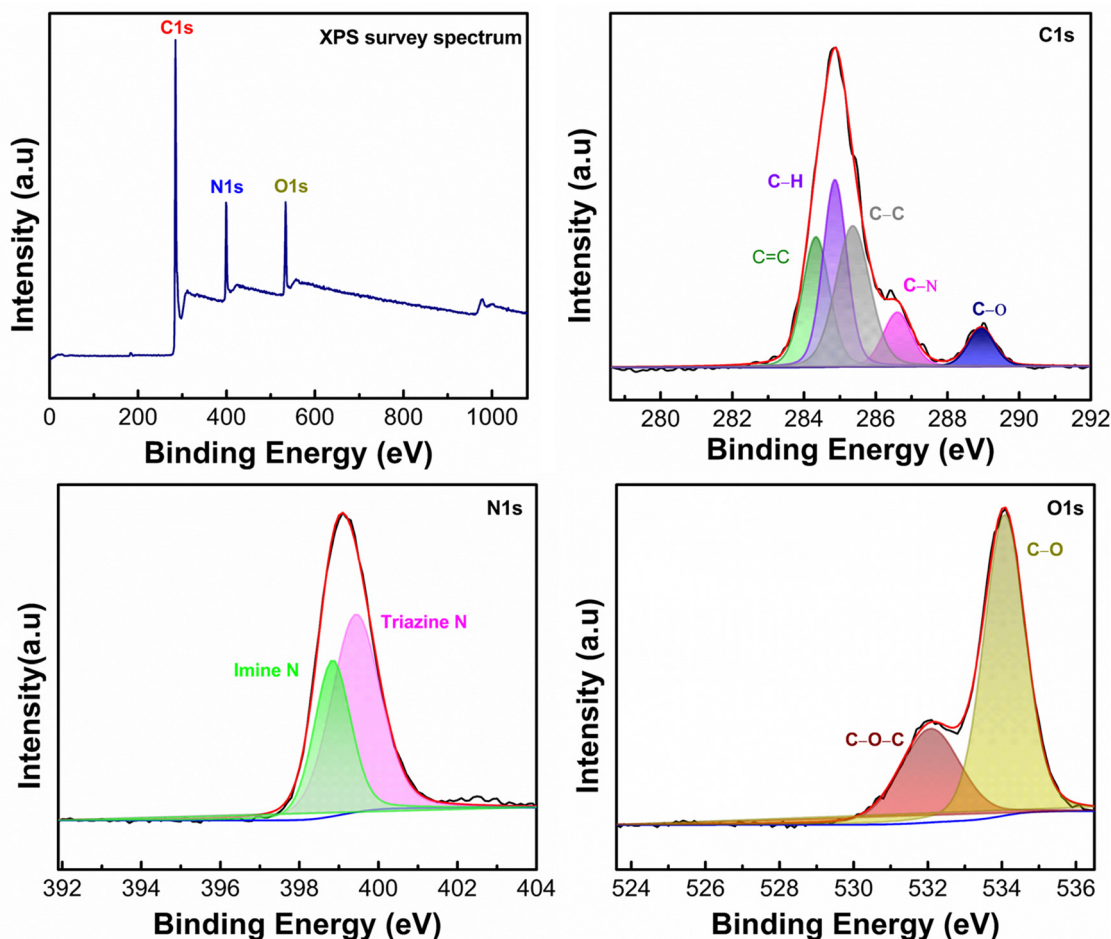 C1s
XPS survey spectrum
N1s
O1s
Intensity (a.u)
0 200 400 600 800 1000
Binding Energy (eV)
C1s
C–H
C–C
C=C
C–N
C–O
Intensity (a.u)
280 282 284 286 288 290 292
Binding Energy (eV)
N1s
Triazine N
Imine N
Intensity(a.u)
392 394 396 398 400 402 404
Binding Energy (eV)
O1s
C–O
C–O–C
Intensity (a.u)
524 526 528 530 532 534 536
Binding Energy (eV)